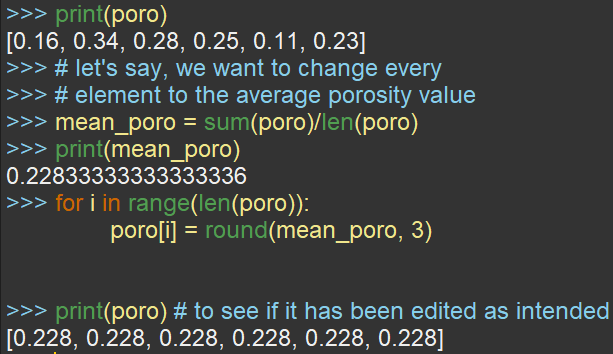 >>> print(poro)
[0.16, 0.34, 0.28, 0.25, 0.11, 0.23]
>>> # let's say, we want to change every
>>> # element to the average porosity value
>>> mean_poro = sum(poro)/len(poro)
>>> print(mean_poro)
0.22833333333333336
>>> for i in range(len(poro)):
poro[i] = round(mean_poro, 3)
>>> print(poro) # to see if it has been edited as intended
[0.228, 0.228, 0.228, 0.228, 0.228, 0.228]